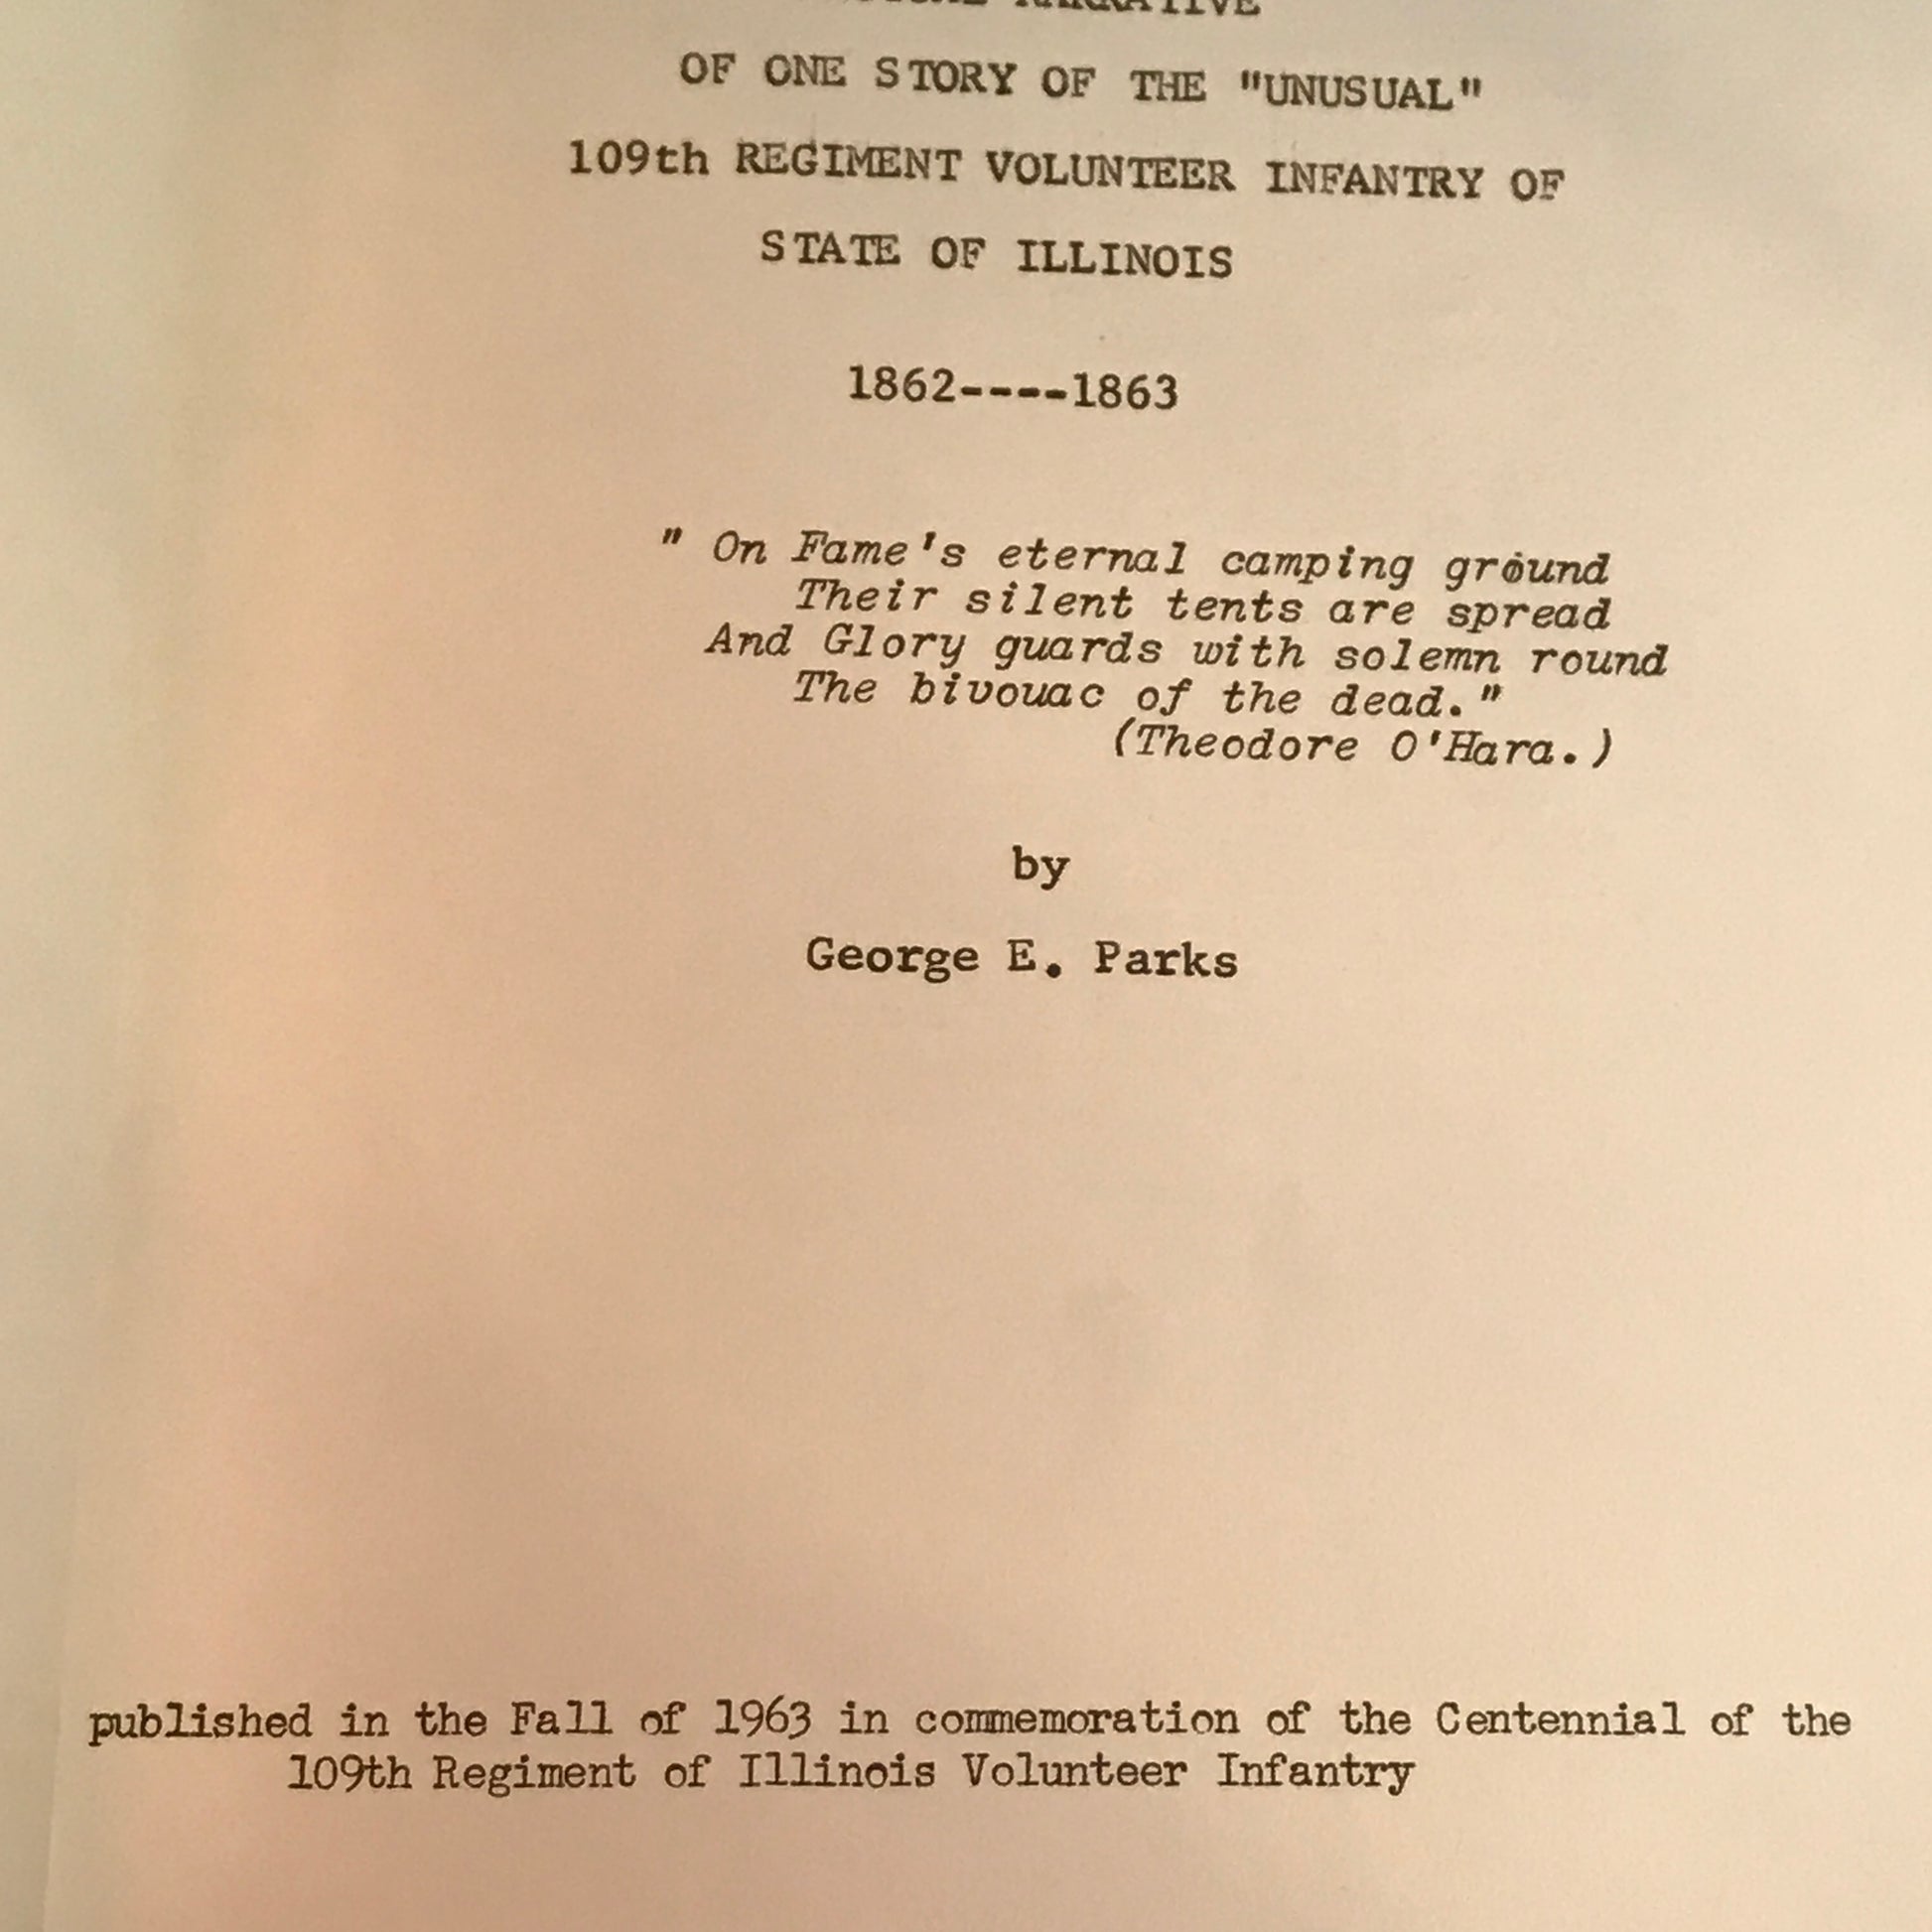 NARRATIVE
OF ONE STORY OF THE "UNUSUAL"
109th REGIMENT VOLUNTEER INFANTRY OF
STATE OF ILLINOIS
1862----1863
" On Fame's eternal camping ground
Their silent tents are spread
And Glory guards with solemn round
The bivouac of the dead."
(Theodore O'Hara.)
by
George E. Parks
published in the Fall of 1963 in commemoration of the Centennial of the
109th Regiment of Illinois Volunteer Infantry